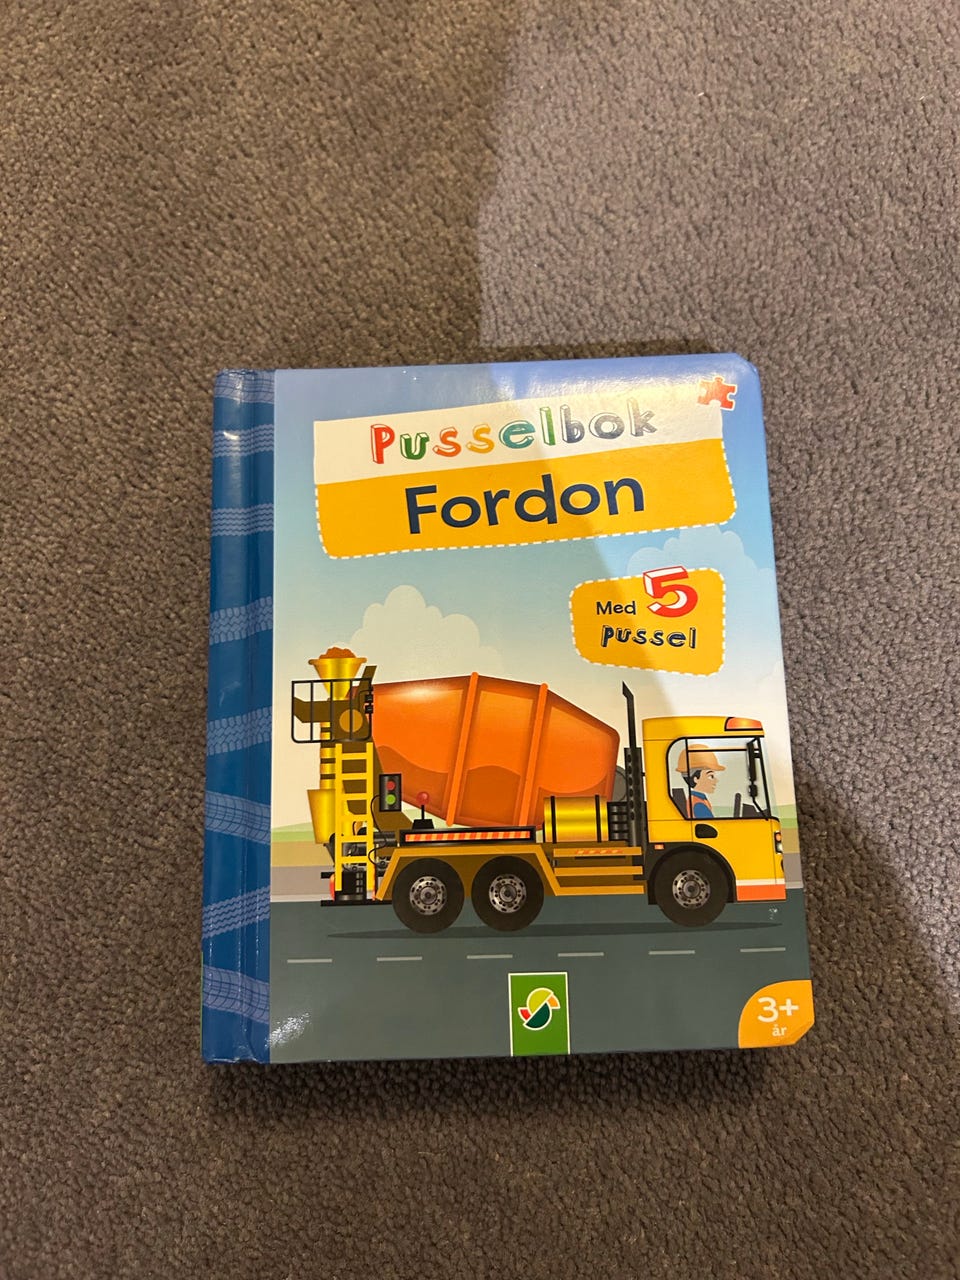 Pusselbok
Fordon
Med 5
pussel
3+
år